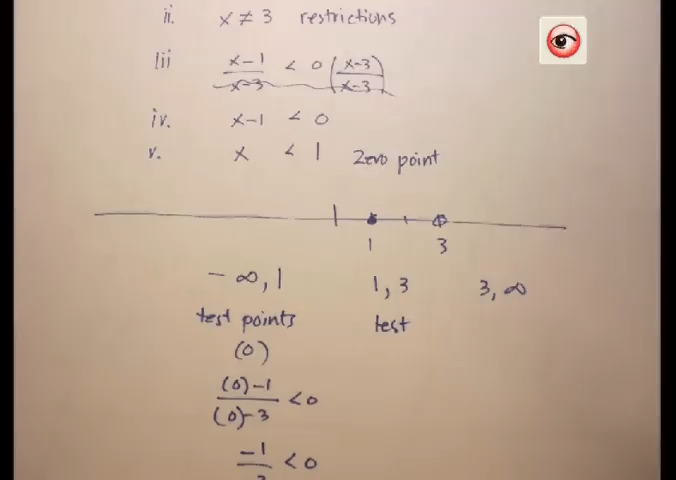 ii. x ≠ 3 restrictions
iii x-1/x-3 < 0 (x-3/x-3)
iv. x-1 < 0
v. x < 1 zero point
1 3
- ∞, 1 1, 3 3, ∞
test points test
(0)
(0)-1/(0)-3 < 0
-1/ < 0